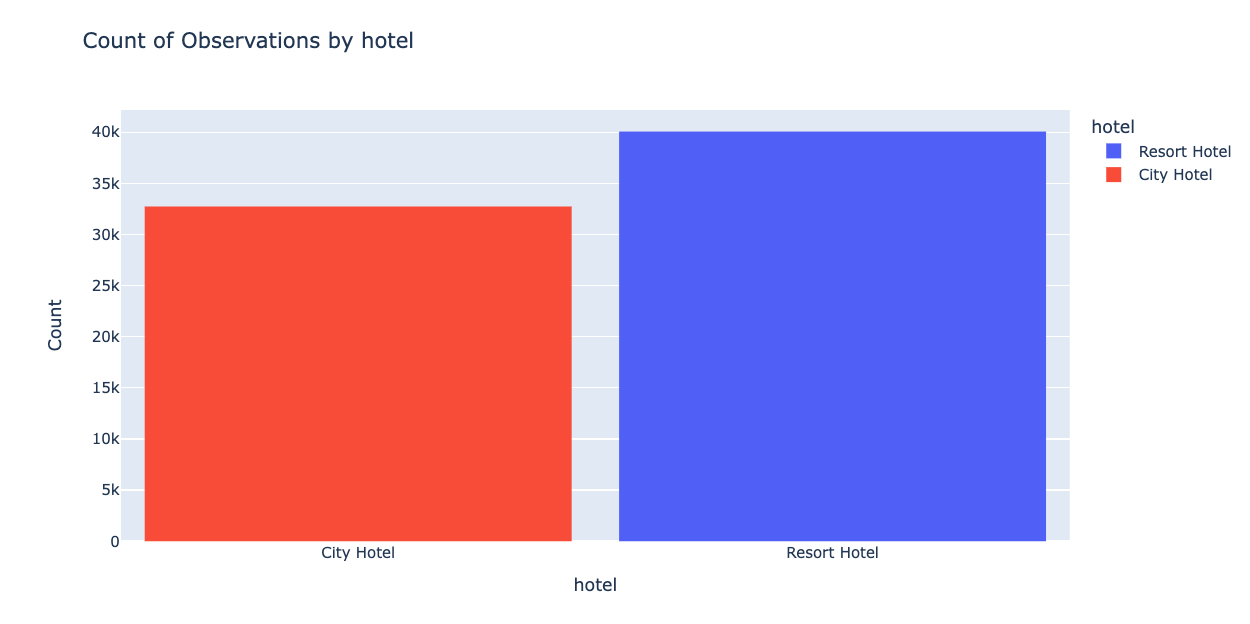 Count of Observations by hotel
hotel
Resort Hotel
City Hotel
40k
35k
30k
25k
20k
15k
10k
5k
0
Count
City Hotel
Resort Hotel
hotel